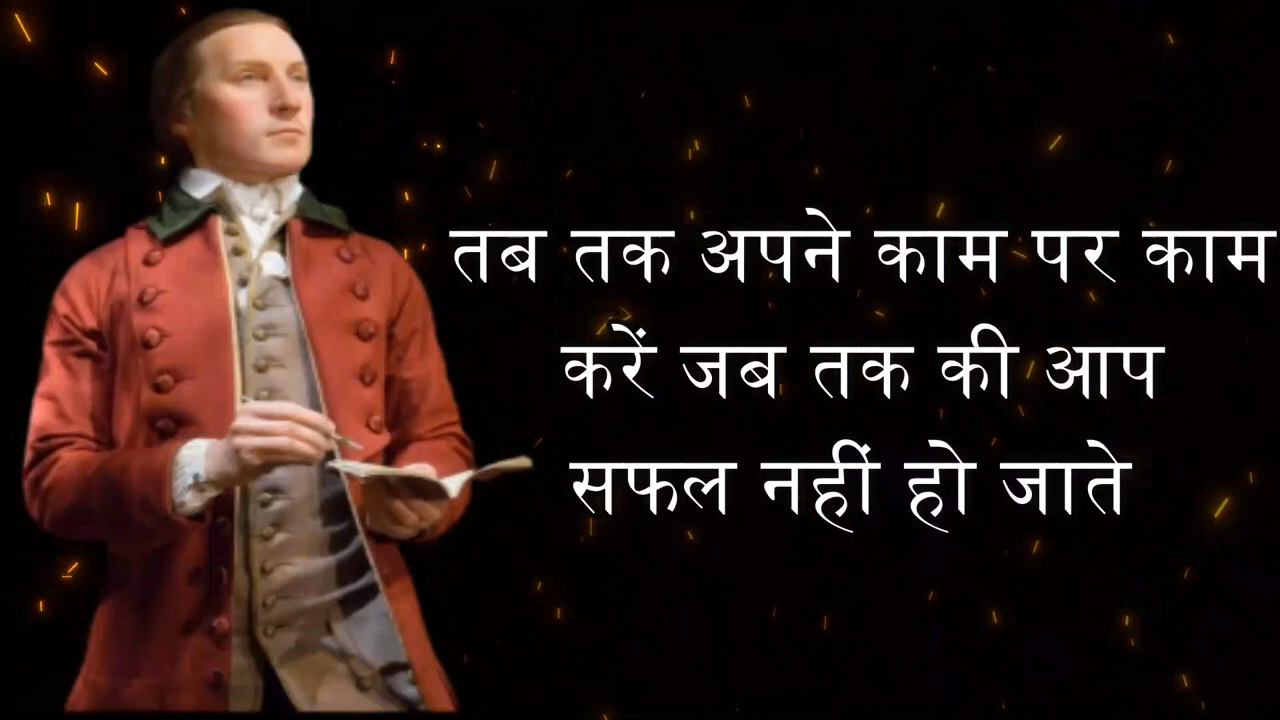 तब तक अपने काम पर काम
करें जब तक की आप
सफल नहीं हो जाते